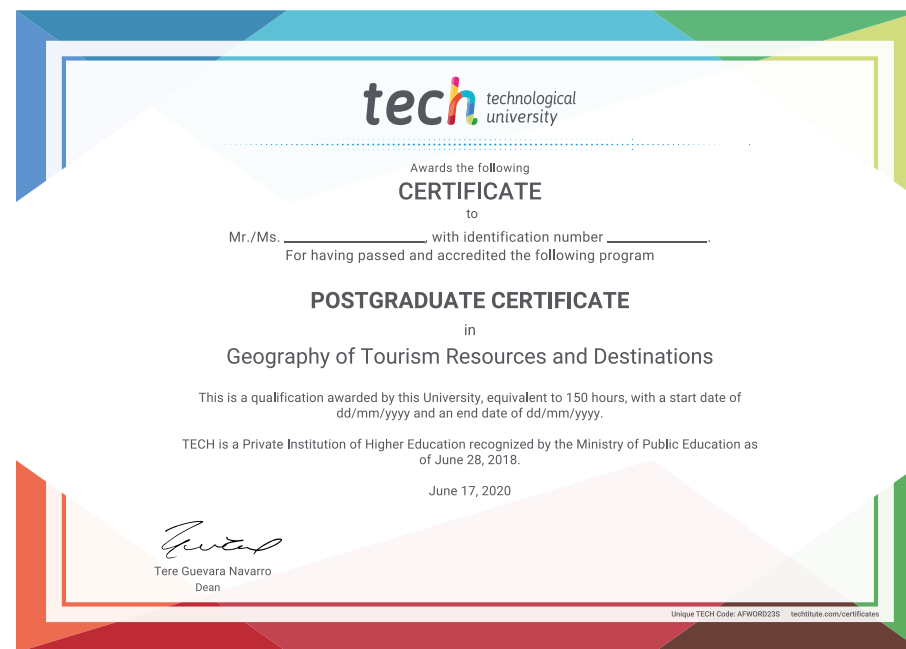 tech technological
university
Awards the following
CERTIFICATE
to
Mr./Ms. ____________________, with identification number ______________.
For having passed and accredited the following program
POSTGRADUATE CERTIFICATE
in
Geography of Tourism Resources and Destinations
This is a qualification awarded by this University, equivalent to 150 hours, with a start date of
dd/mm/yyyy and an end date of dd/mm/yyyy.
TECH is a Private Institution of Higher Education recognized by the Ministry of Public Education as
of June 28, 2018.
June 17, 2020
Tere Guevara Navarro
Dean
Unique TECH Code: AFWORD23S techtitute.com/certificates